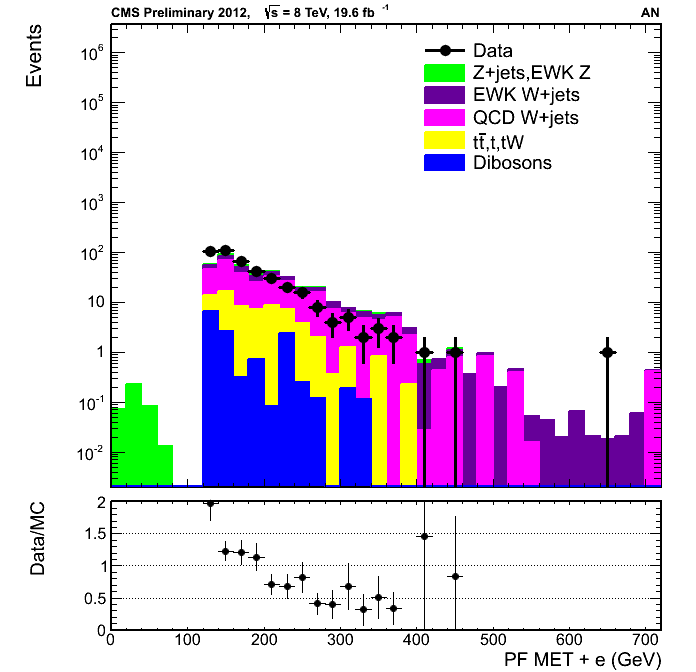 CMS Preliminary 2012, √s = 8 TeV, 19.6 fb⁻¹ AN
Events
Data
Z+jets,EWK Z
EWK W+jets
QCD W+jets
tt̄,t,tW
Dibosons
10⁶
10⁵
10⁴
10³
10²
10
1
10⁻¹
10⁻²
Data/MC
2
1.5
1
0.5
0
0 100 200 300 400 500 600 700
PF MET + e (GeV)